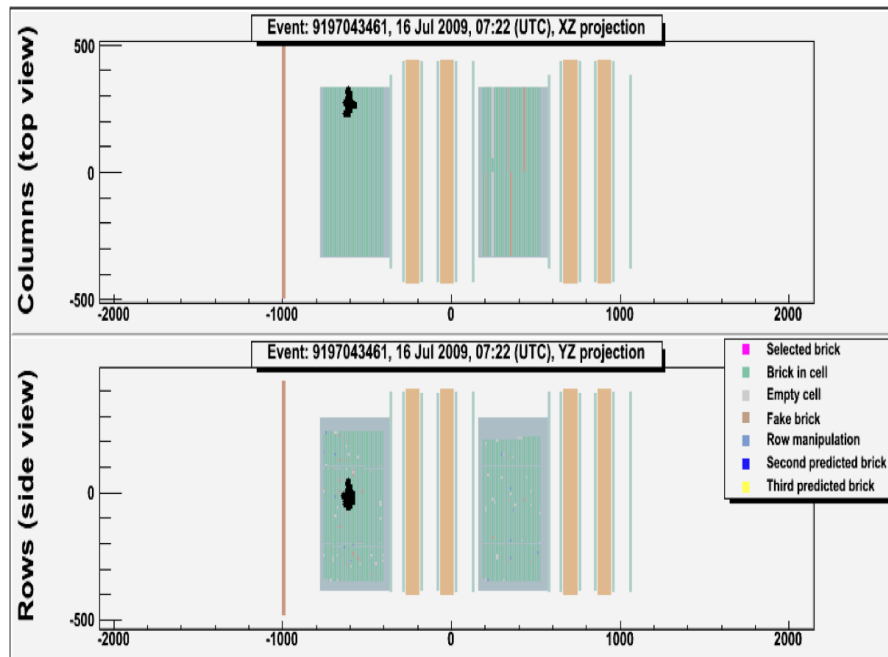 Event: 9197043461, 16 Jul 2009, 07:22 (UTC), XZ projection
Columns (top view)
500
0
-500
-2000
-1000
0
1000
2000
Event: 9197043461, 16 Jul 2009, 07:22 (UTC), YZ projection
Rows (side view)
0
-500
-2000
-1000
0
1000
2000
Selected brick
Brick in cell
Empty cell
Fake brick
Row manipulation
Second predicted brick
Third predicted brick